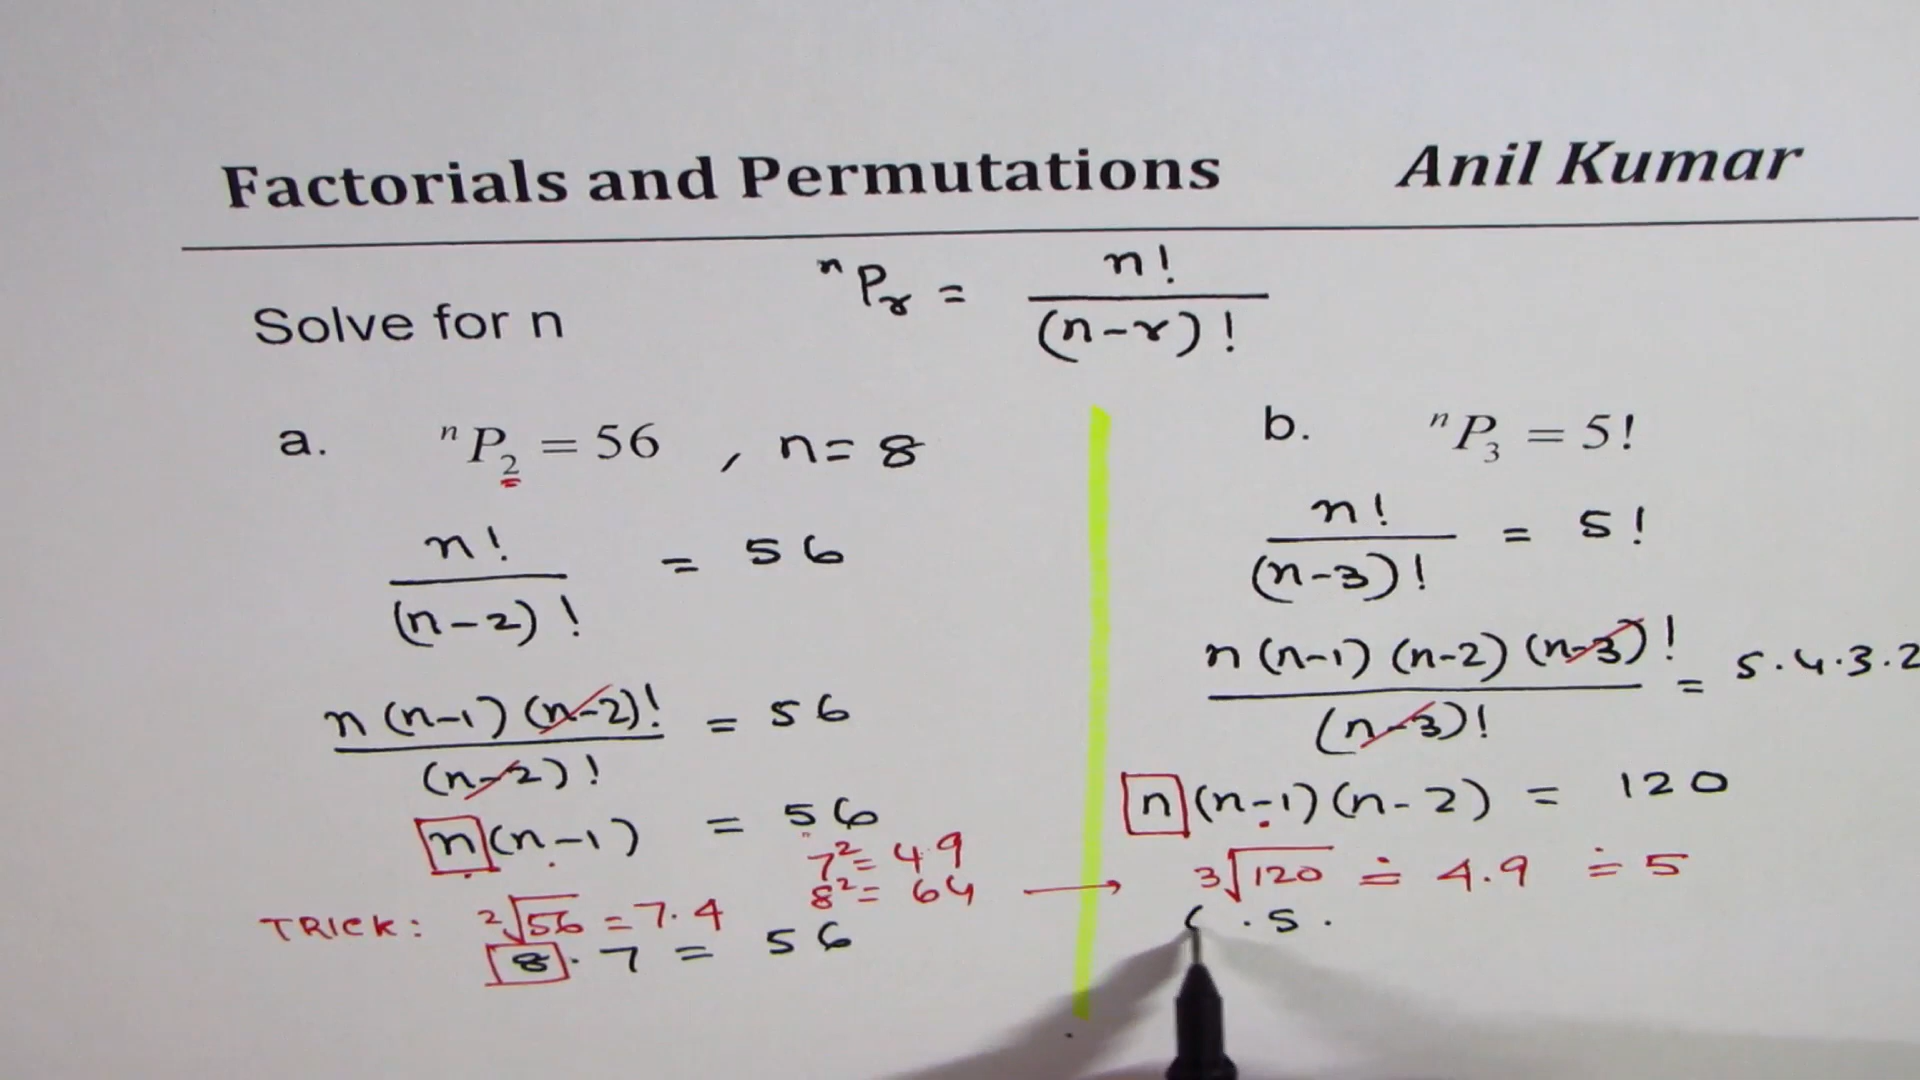 Factorials and Permutations Anil Kumar
Solve for n
ⁿPᵣ = n! / (n-r)!
a. ⁿP₂ = 56 , n = 8
n! / (n-2)! = 56
n(n-1)(n-2)! / (n-2)! = 56
n(n-1) = 56
7² = 49
8² = 64
TRICK: ²√56 = 7.4
8 · 7 = 56
b. ⁿP₃ = 5!
n! / (n-3)! = 5!
n(n-1)(n-2)(n-3)! / (n-3)! = 5.4.3.2
n(n-1)(n-2) = 120
→ ³√120 ≐ 4.9 ≐ 5
. 5 .